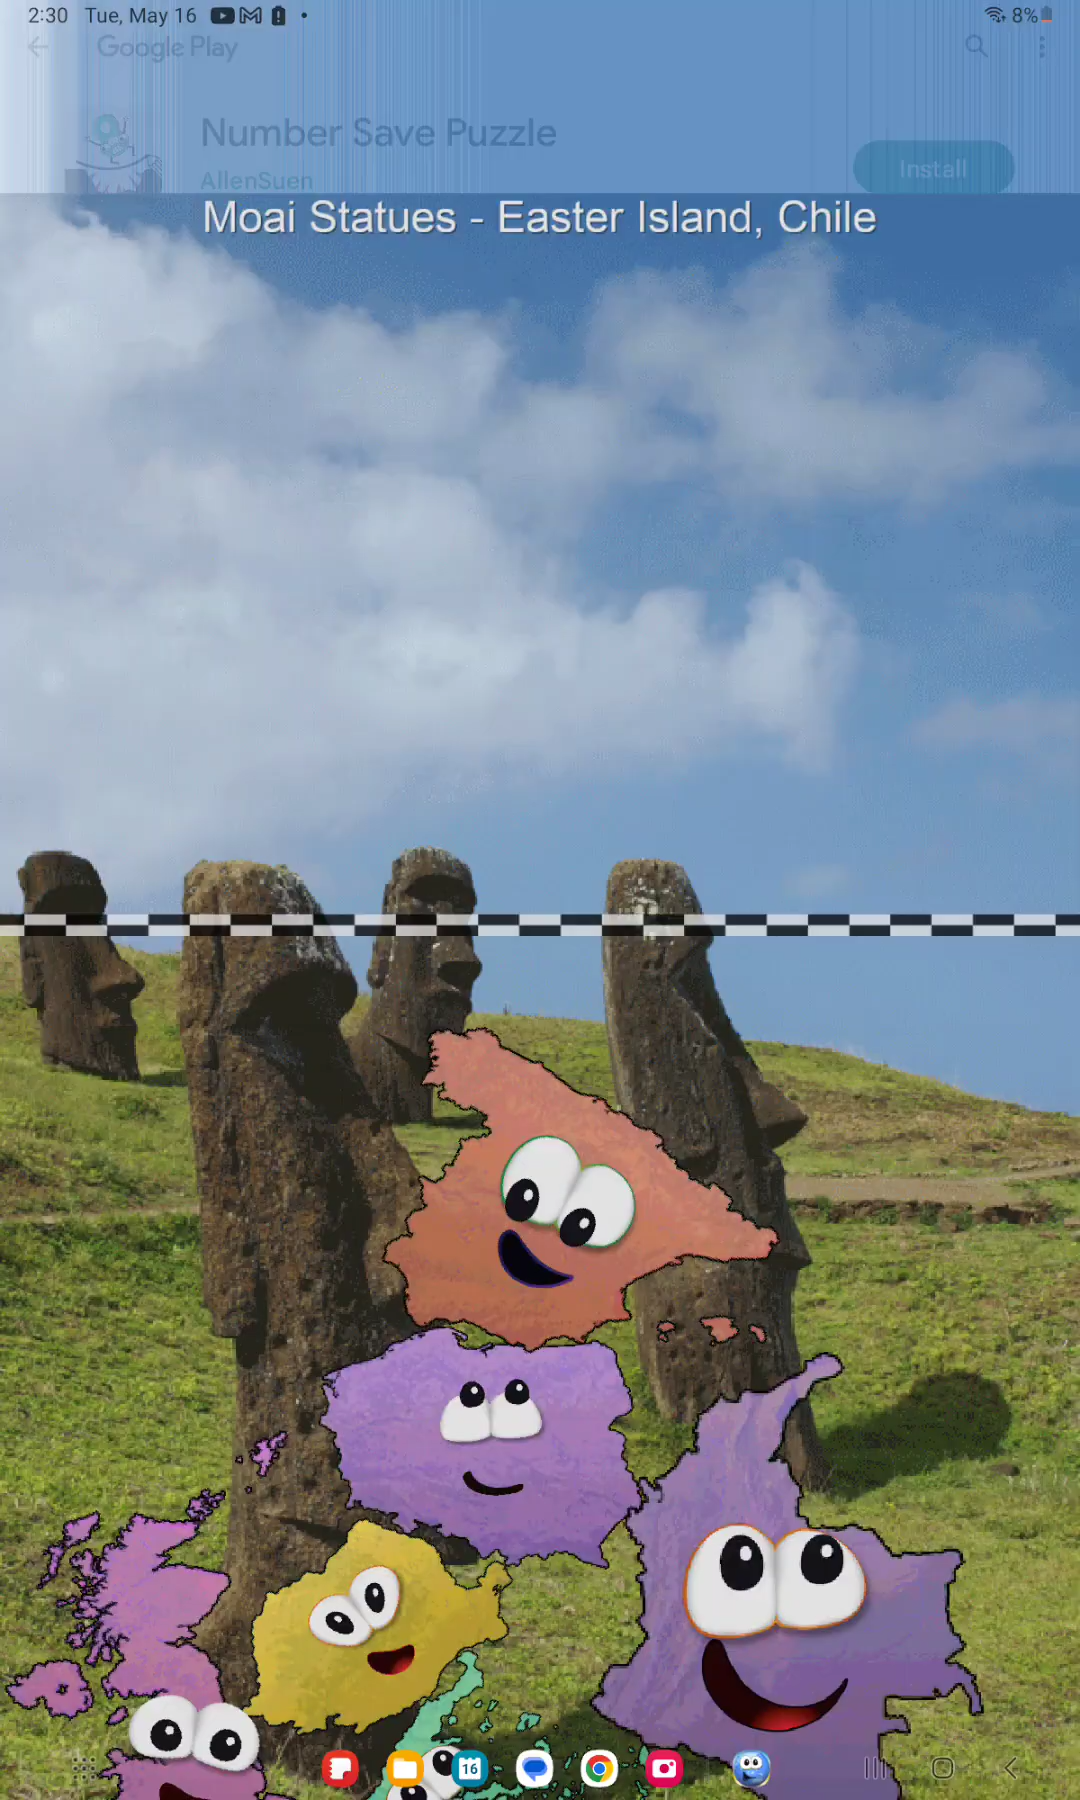 2:30 Tue, May 16
8%
Google Play
Number Save Puzzle
AllenSuen
Install
Moai Statues - Easter Island, Chile
16